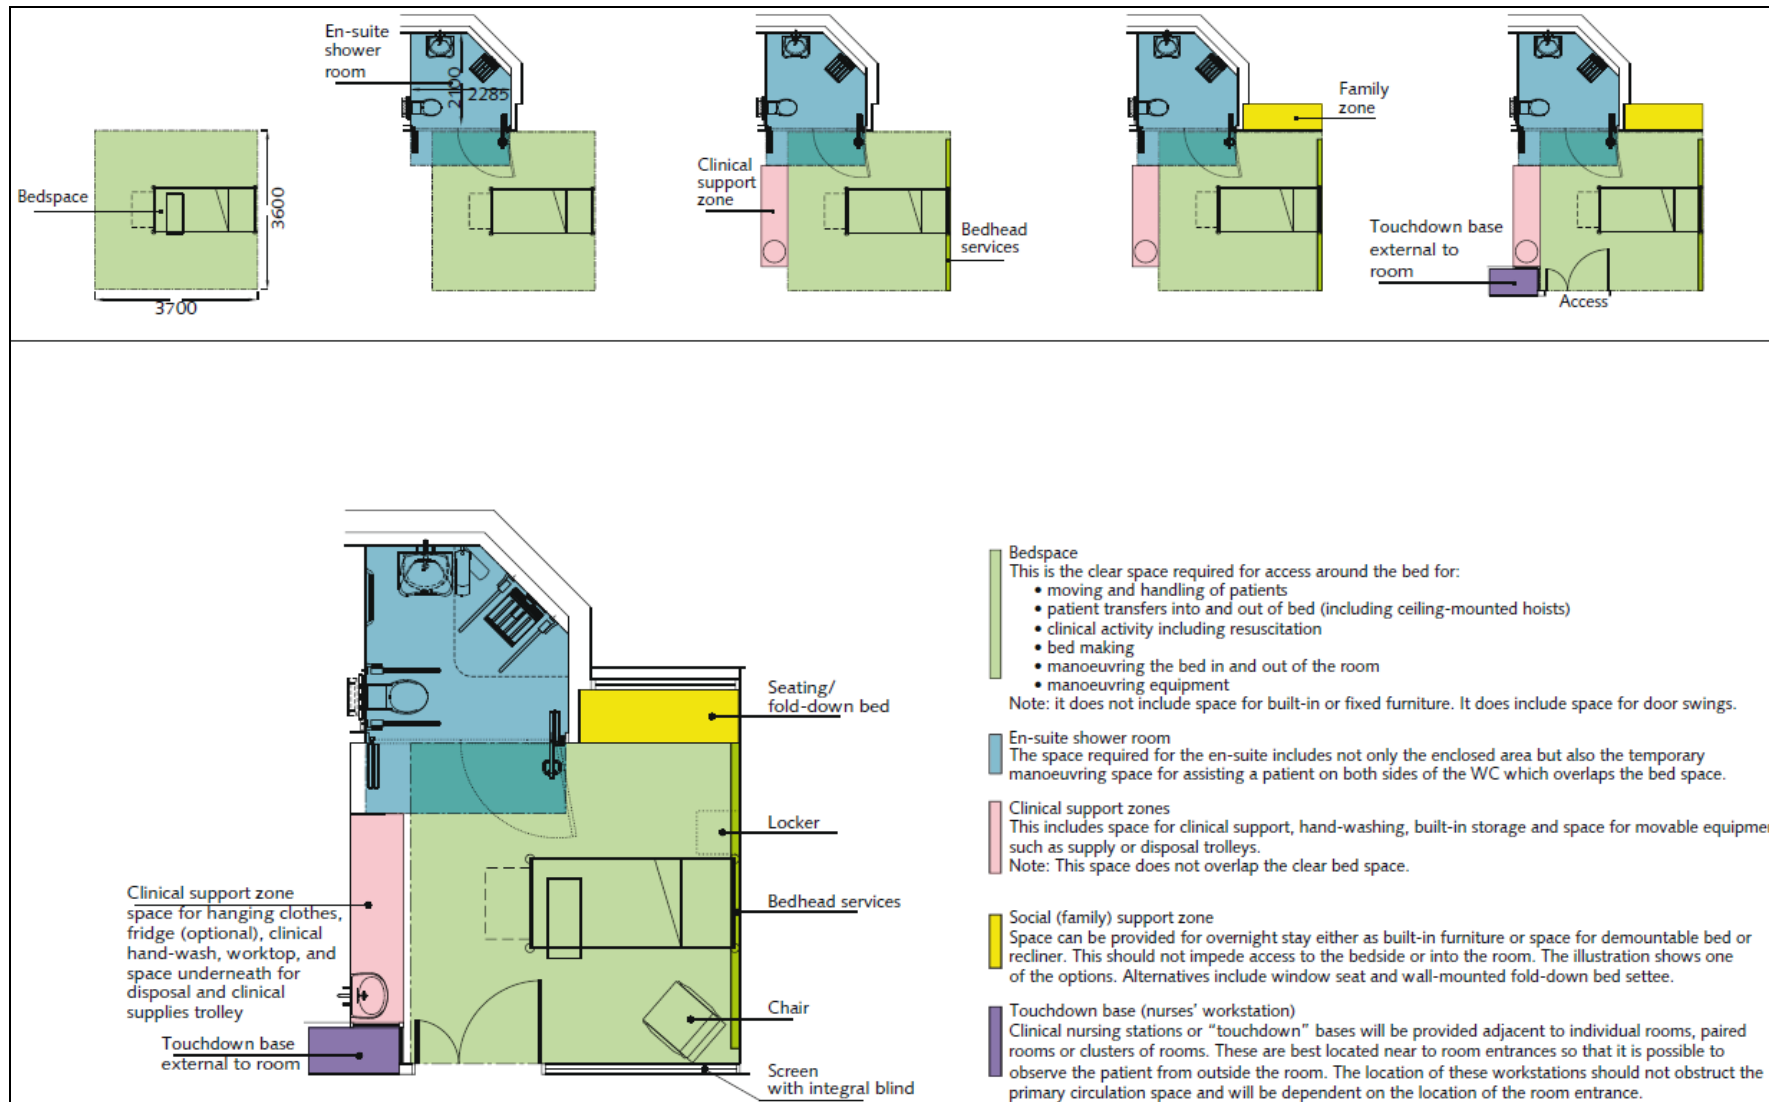 En-suite
shower
room
2100
2285
Bedspace
3600
3700
Clinical
support
zone
Bedhead
services
Family
zone
Touchdown base
external to
room
Access
Seating/
fold-down bed
Locker
Bedhead services
Chair
Screen
with integral blind
Clinical support zone
space for hanging clothes,
fridge (optional), clinical
hand-wash, worktop, and
space underneath for
disposal and clinical
supplies trolley
Touchdown base
external to room
Bedspace
This is the clear space required for access around the bed for:
• moving and handling of patients
• patient transfers into and out of bed (including ceiling-mounted hoists)
• clinical activity including resuscitation
• bed making
• manoeuvring the bed in and out of the room
• manoeuvring equipment
Note: it does not include space for built-in or fixed furniture. It does include space for door swings.
En-suite shower room
The space required for the en-suite includes not only the enclosed area but also the temporary
manoeuvring space for assisting a patient on both sides of the WC which overlaps the bed space.
Clinical support zones
This includes space for clinical support, hand-washing, built-in storage and space for movable equipme
such as supply or disposal trolleys.
Note: This space does not overlap the clear bed space.
Social (family) support zone
Space can be provided for overnight stay either as built-in furniture or space for demountable bed or
recliner. This should not impede access to the bedside or into the room. The illustration shows one
of the options. Alternatives include window seat and wall-mounted fold-down bed settee.
Touchdown base (nurses’ workstation)
Clinical nursing stations or “touchdown” bases will be provided adjacent to individual rooms, paired
rooms or clusters of rooms. These are best located near to room entrances so that it is possible to
observe the patient from outside the room. The location of these workstations should not obstruct the
primary circulation space and will be dependent on the location of the room entrance.